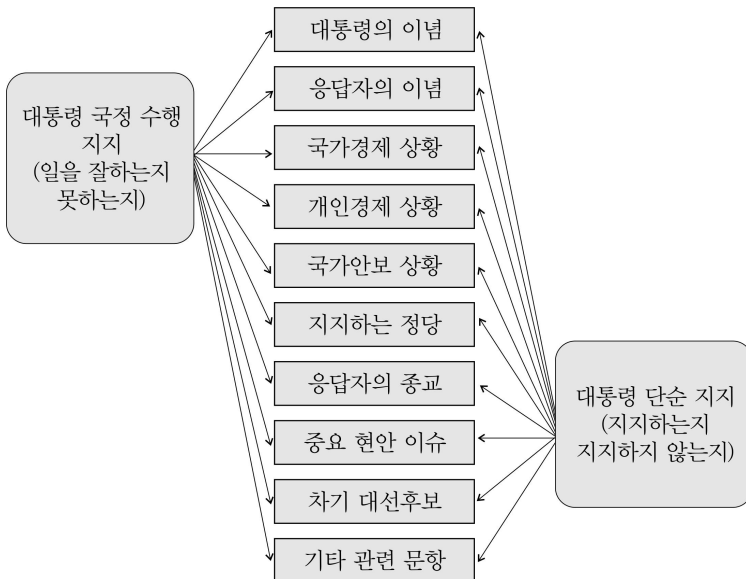 대통령 국정 수행
지지
(일을 잘하는지
못하는지)
대통령의 이념
응답자의 이념
국가경제 상황
개인경제 상황
국가안보 상황
지지하는 정당
응답자의 종교
중요 현안 이슈
차기 대선후보
기타 관련 문항
대통령 단순 지지
(지지하는지
지지하지 않는지)